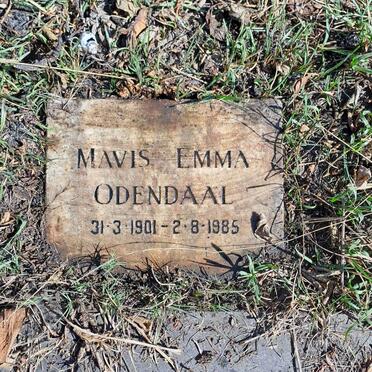 MAVIS EMMA
ODENDAAL
31·3·1901 - 2·8·1985